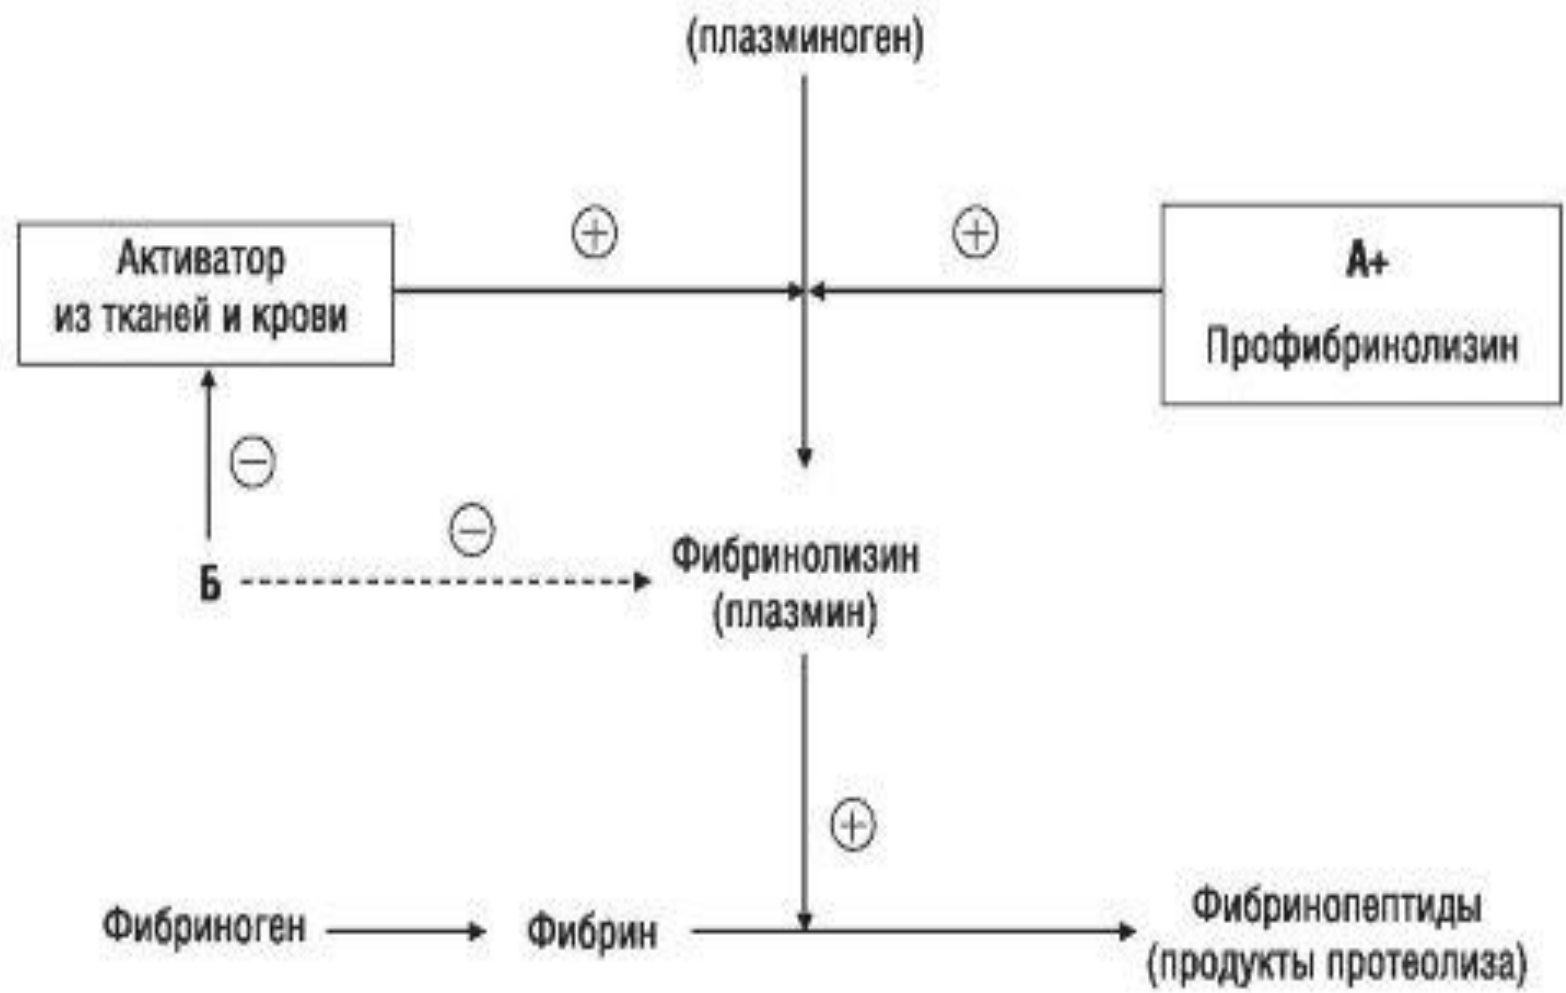 (плазминоген)
+
+
Активатор
из тканей и крови
А+
Профибринолизин
−
−
Б
Фибринолизин
(плазмин)
+
Фибриноген
Фибрин
Фибринопептиды
(продукты протеолиза)